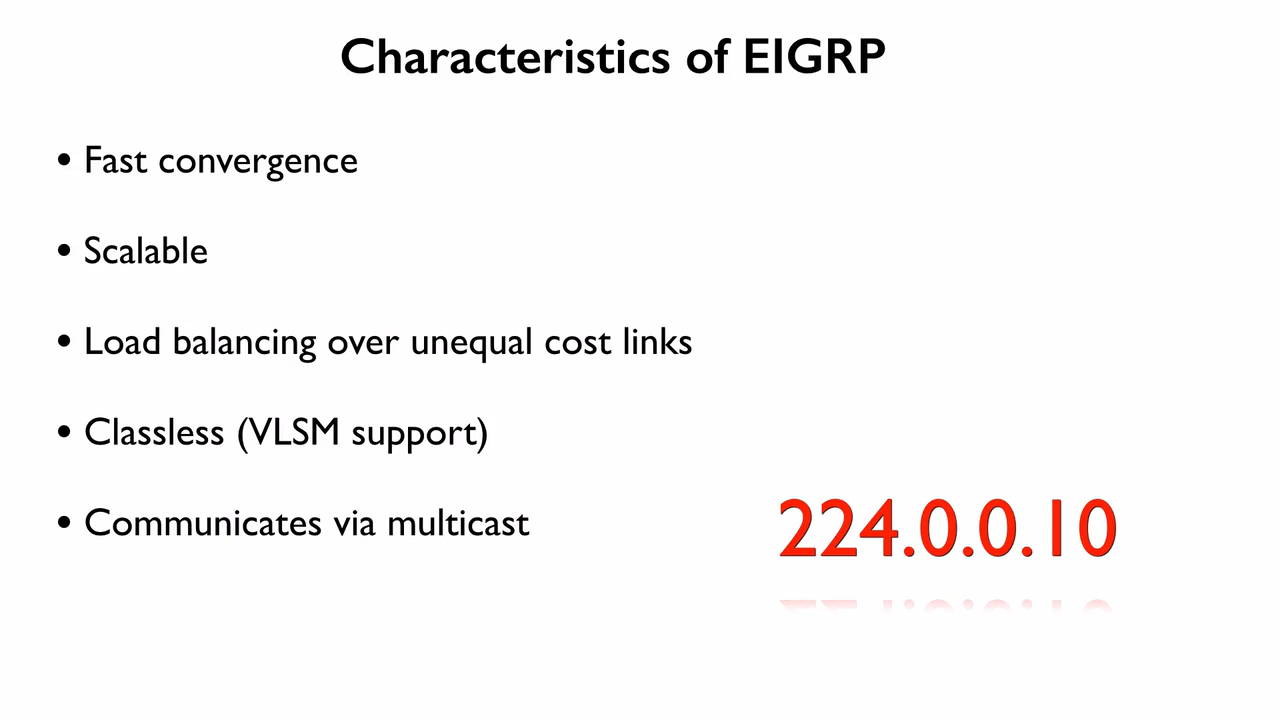 Characteristics of EIGRP
• Fast convergence
• Scalable
• Load balancing over unequal cost links
• Classless (VLSM support)
• Communicates via multicast
224.0.0.10